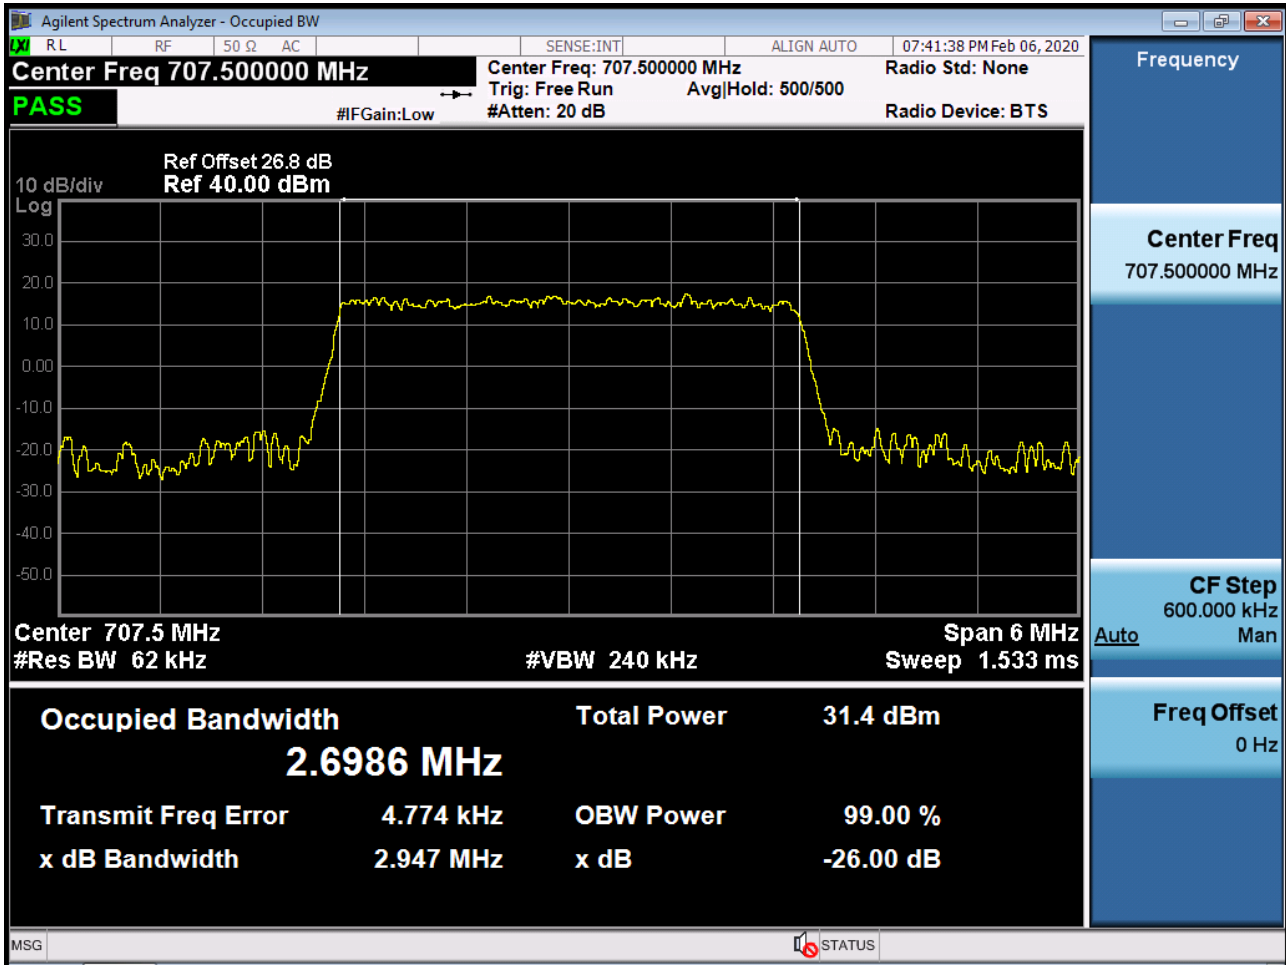 Agilent Spectrum Analyzer - Occupied BW
LXI RL RF 50 Ω AC SENSE:INT ALIGN AUTO 07:41:38 PM Feb 06, 2020
Center Freq 707.500000 MHz
PASS
#IFGain:Low
Center Freq: 707.500000 MHz
Trig: Free Run Avg|Hold: 500/500
#Atten: 20 dB
Radio Std: None
Radio Device: BTS
Ref Offset 26.8 dB
10 dB/div Ref 40.00 dBm
Log
30.0
20.0
10.0
0.00
-10.0
-20.0
-30.0
-40.0
-50.0
Center 707.5 MHz Span 6 MHz
#Res BW 62 kHz #VBW 240 kHz Sweep 1.533 ms
Occupied Bandwidth Total Power 31.4 dBm
2.6986 MHz
Transmit Freq Error 4.774 kHz OBW Power 99.00 %
x dB Bandwidth 2.947 MHz x dB -26.00 dB
Frequency
Center Freq
707.500000 MHz
CF Step
600.000 kHz
Auto Man
Freq Offset
0 Hz
MSG STATUS